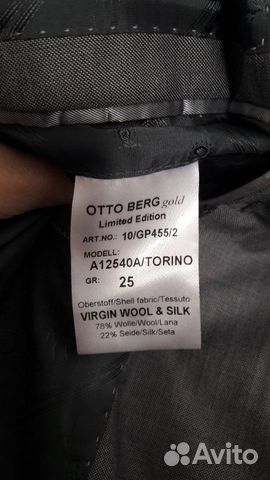 OTTO BERG gold
Limited Edition
ART.NO.: 10/GP455/2
MODELL:
A12540A/TORINO
GR: 25
Oberstoff/Shell fabric/Tessuto
VIRGIN WOOL & SILK
78% Wolle/Wool/Lana
22% Seide/Silk/Seta
Avito